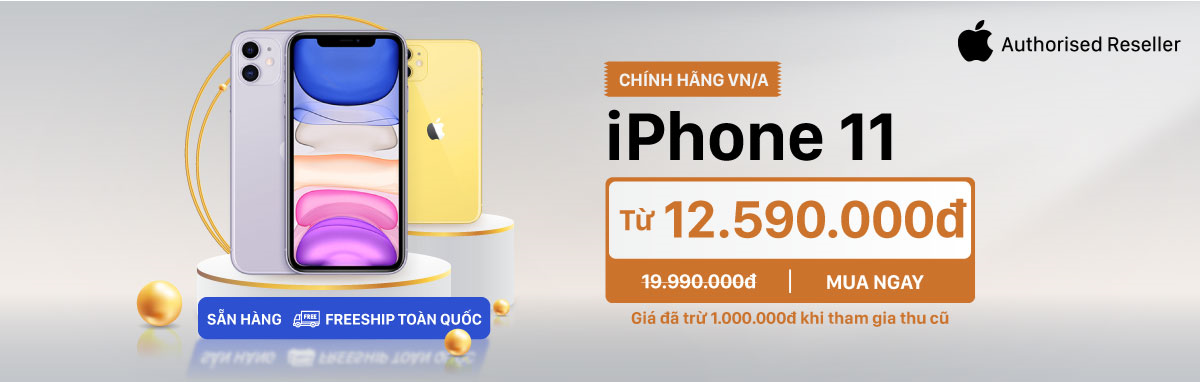 Authorised Reseller
CHÍNH HÃNG VN/A
iPhone 11
Từ 12.590.000đ
19.990.000đ | MUA NGAY
Giá đã trừ 1.000.000đ khi tham gia thu cũ
SẴN HÀNG FREE FREESHIP TOÀN QUỐC